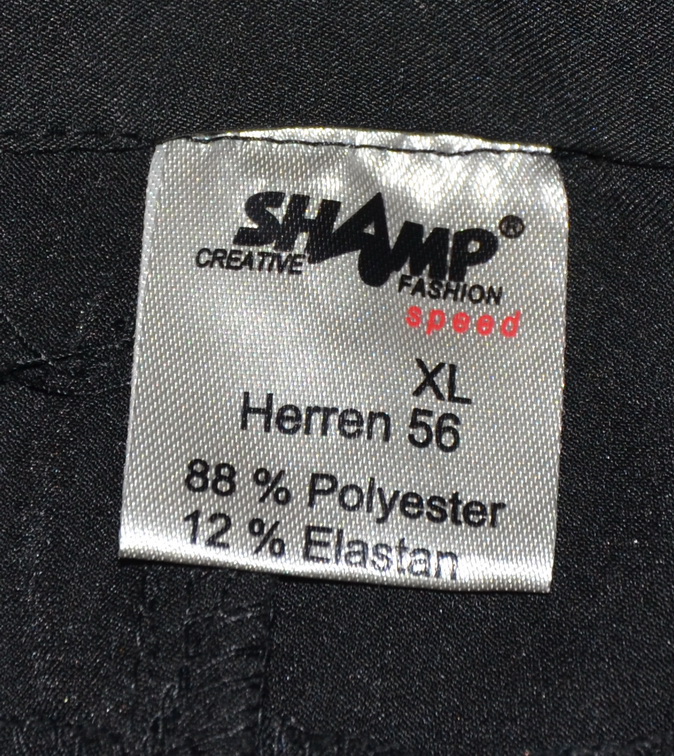 SHAMP®
CREATIVE
FASHION
speed
XL
Herren 56
88 % Polyester
12 % Elastan